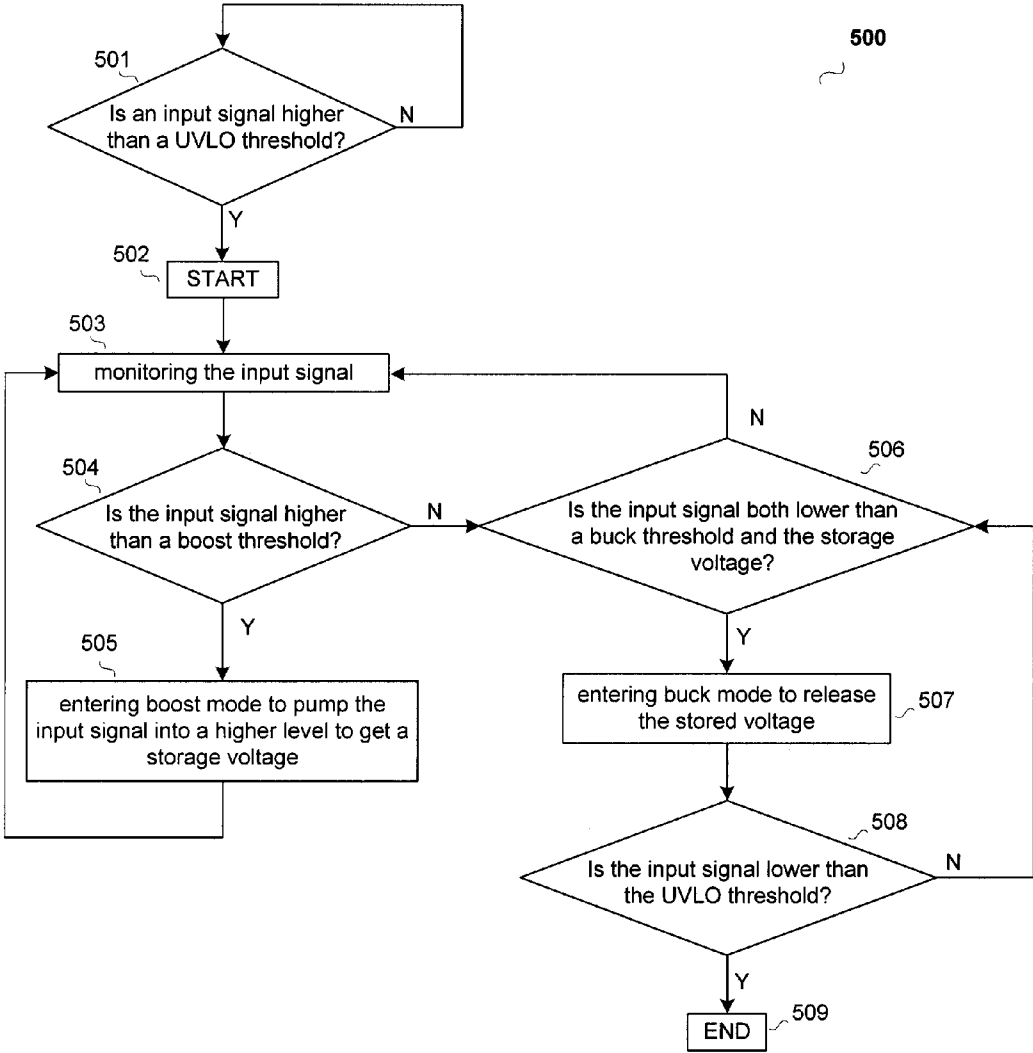 500
501
Is an input signal higher
than a UVLO threshold?
N
Y
502
START
503
monitoring the input signal
504
Is the input signal higher
than a boost threshold?
N
Y
505
entering boost mode to pump the
input signal into a higher level to get a
storage voltage
N
506
Is the input signal both lower than
a buck threshold and the storage
voltage?
Y
entering buck mode to release
the stored voltage
507
508
Is the input signal lower than
the UVLO threshold?
N
Y
END
509